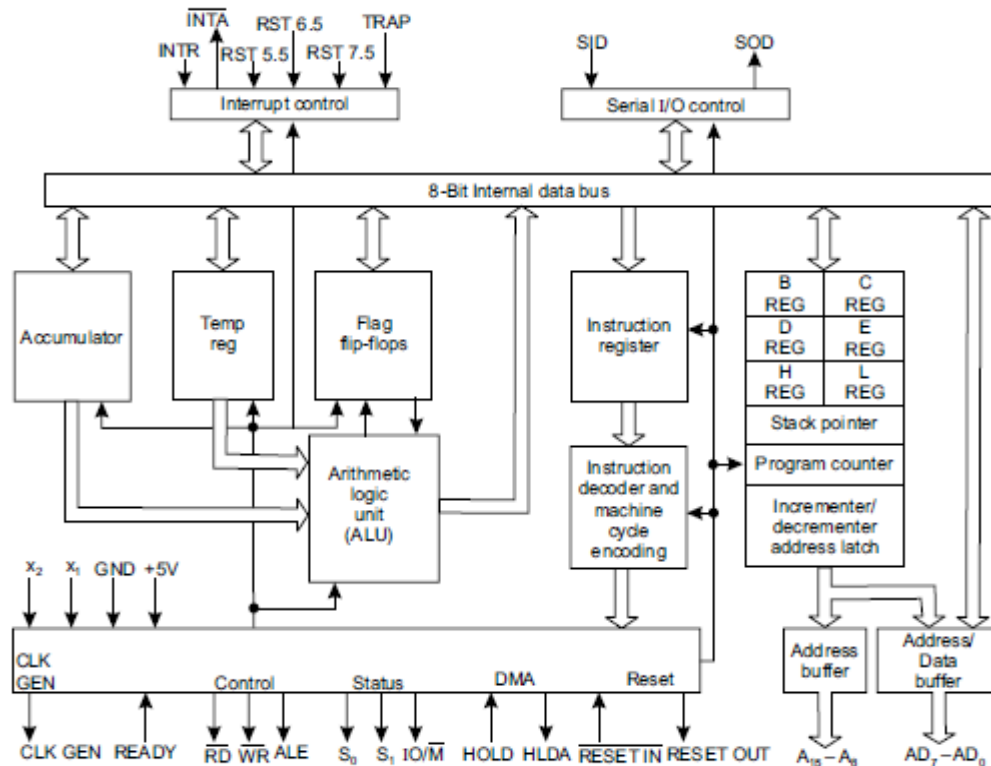 INTA
RST 6.5
TRAP
INTR
RST 5.5
RST 7.5
SID
SOD
Interrupt control
Serial I/O control
8-Bit Internal data bus
Accumulator
Temp
reg
Flag
flip-flops
Instruction
register
B
REG
C
REG
D
REG
E
REG
H
REG
L
REG
Stack pointer
Program counter
Incrementer/
decrementer
address latch
Arithmetic
logic
unit
(ALU)
Instruction
decoder and
machine
cycle
encoding
X₂
X₁
GND
+5V
CLK
GEN
Control
Status
DMA
Reset
Address
buffer
Address/
Data
buffer
CLK GEN
READY
RD
WR
ALE
S₀
S₁
IO/M
HOLD
HLDA
RESET IN
RESET OUT
A₁₅–A₈
AD₇–AD₀